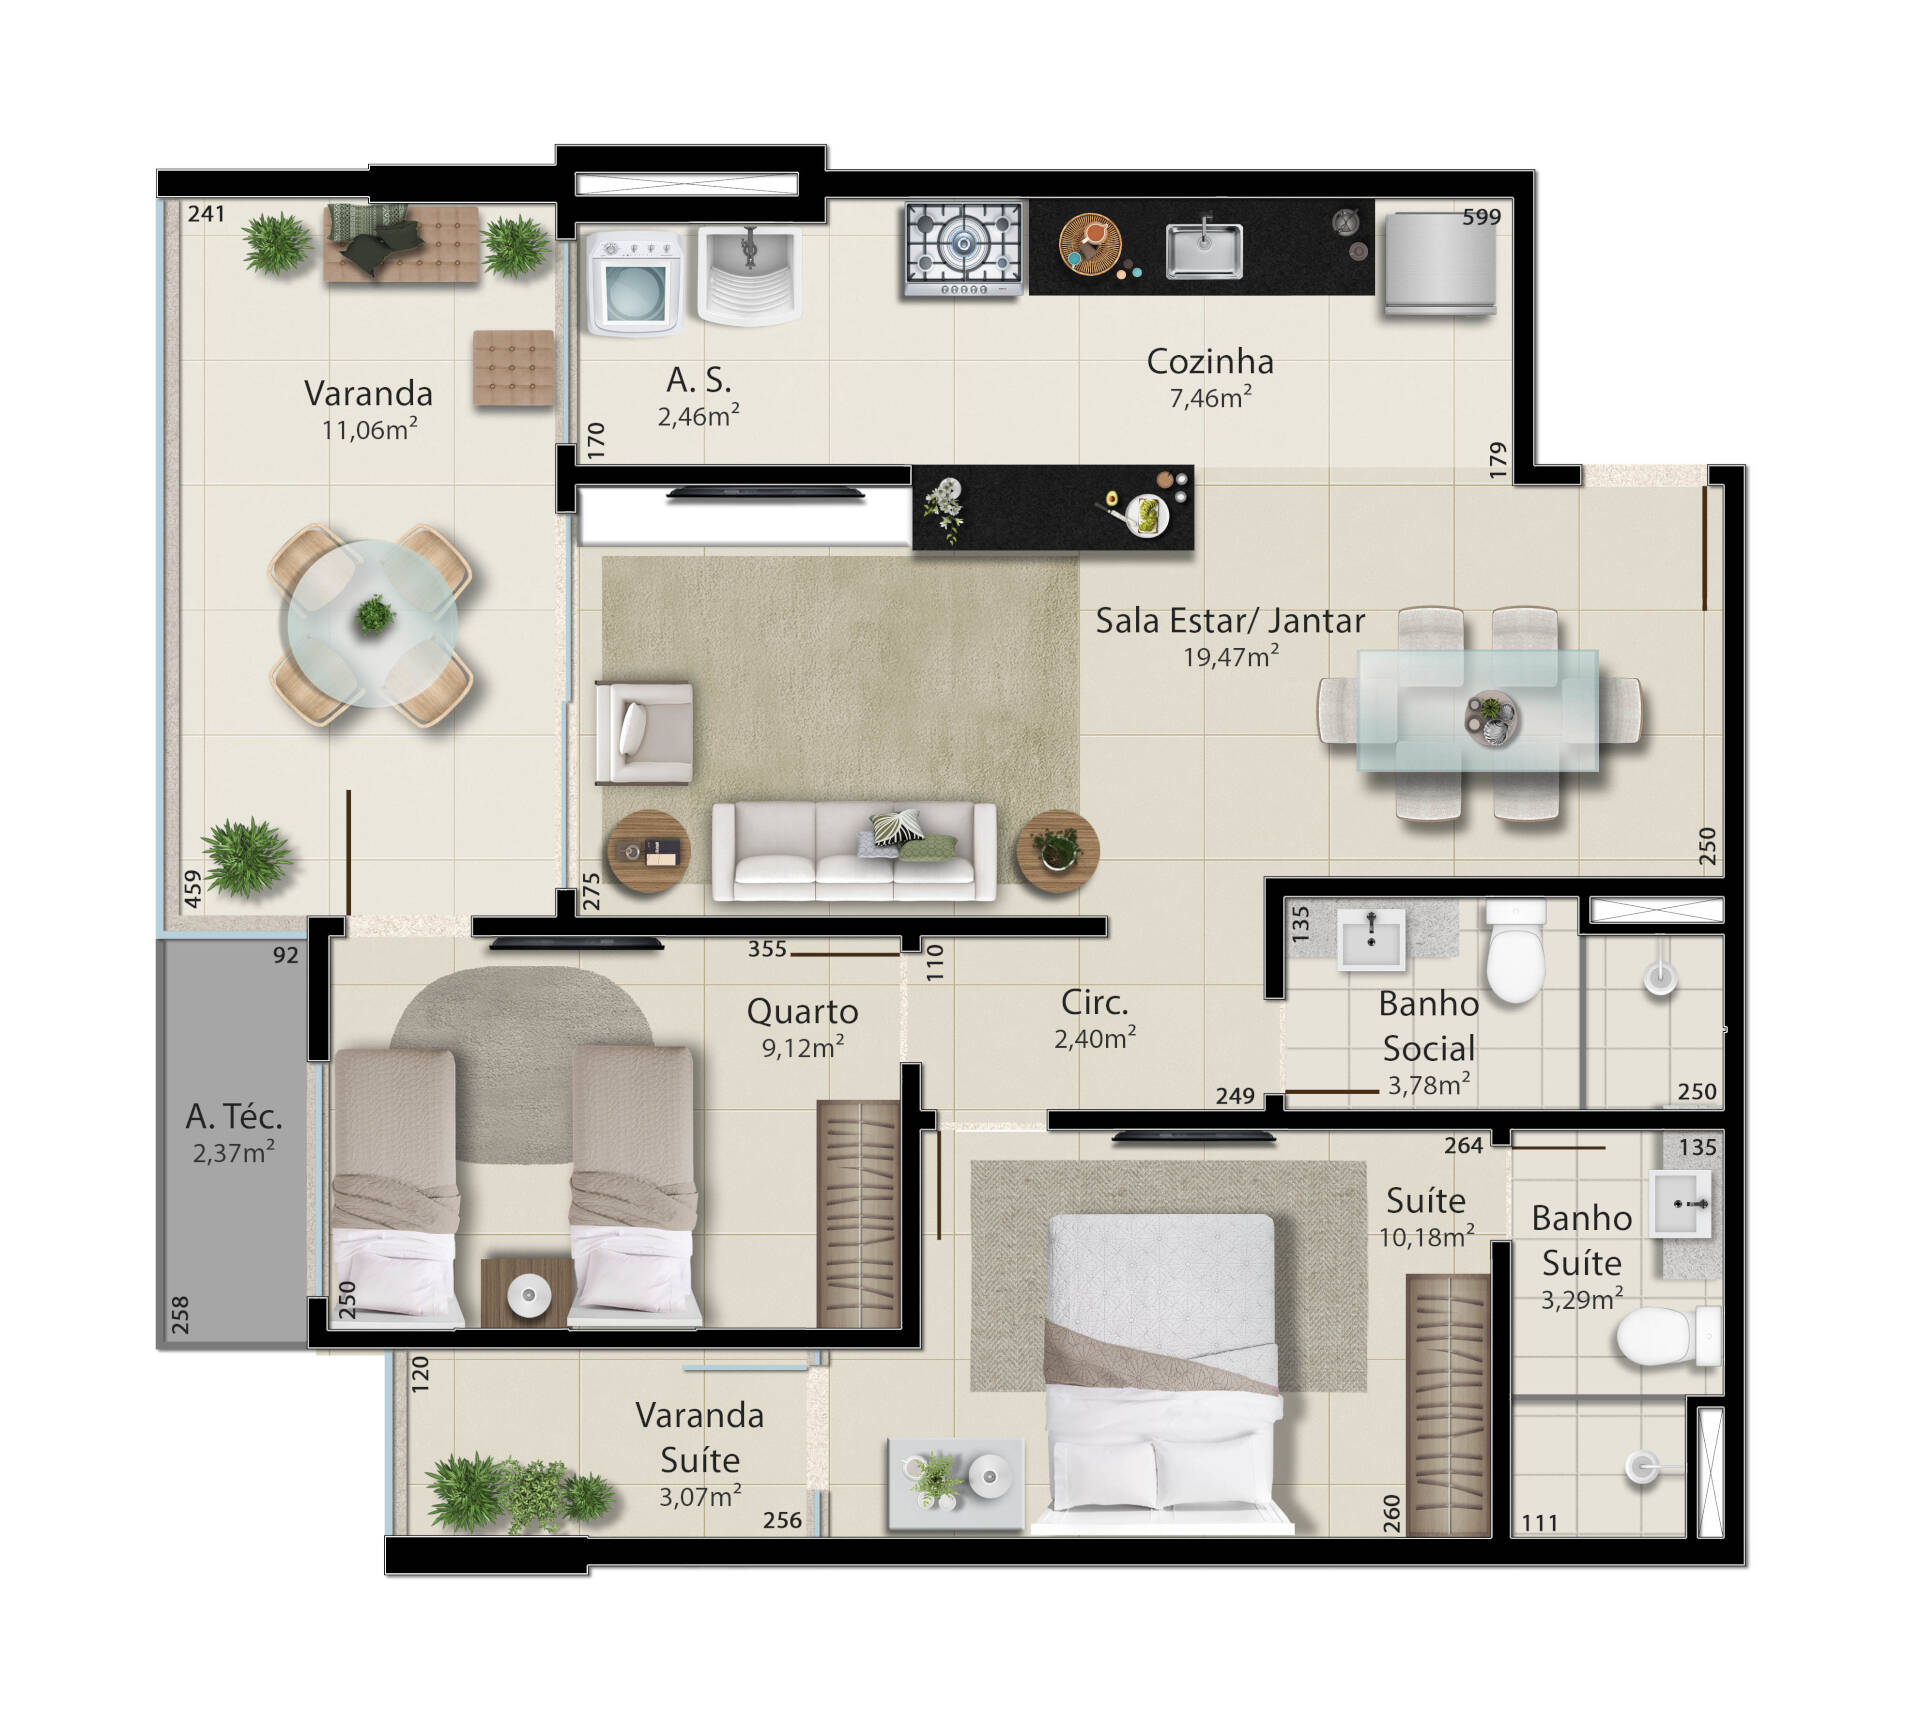 241
599
Varanda
11,06m²
A. S.
2,46m²
Cozinha
7,46m²
170
179
Sala Estar/ Jantar
19,47m²
459
275
250
92
355
110
135
Quarto
9,12m²
Circ.
2,40m²
Banho
Social
3,78m²
249
250
A. Téc.
2,37m²
258
250
264
135
Suíte
10,18m²
Banho
Suíte
3,29m²
120
Varanda
Suíte
3,07m²
256
260
111